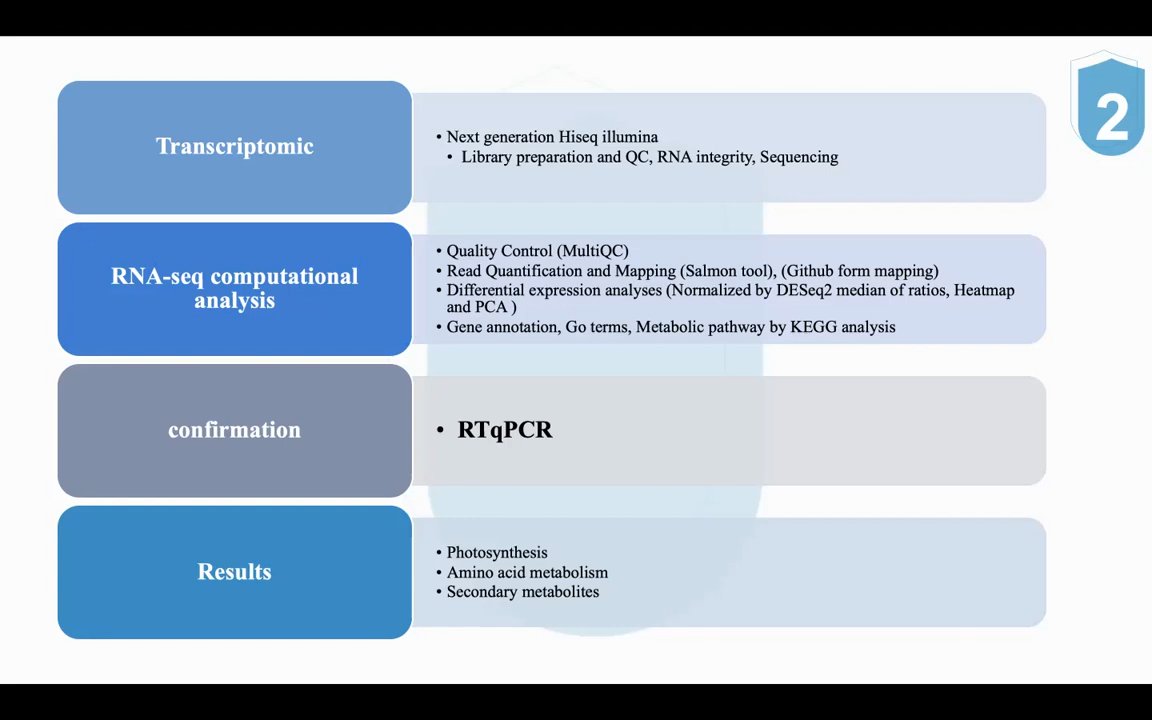 2
Transcriptomic
• Next generation Hiseq illumina
• Library preparation and QC, RNA integrity, Sequencing
RNA-seq computational
analysis
• Quality Control (MultiQC)
• Read Quantification and Mapping (Salmon tool), (Github form mapping)
• Differential expression analyses (Normalized by DESeq2 median of ratios, Heatmap
and PCA )
• Gene annotation, Go terms, Metabolic pathway by KEGG analysis
confirmation
• RTqPCR
Results
• Photosynthesis
• Amino acid metabolism
• Secondary metabolites